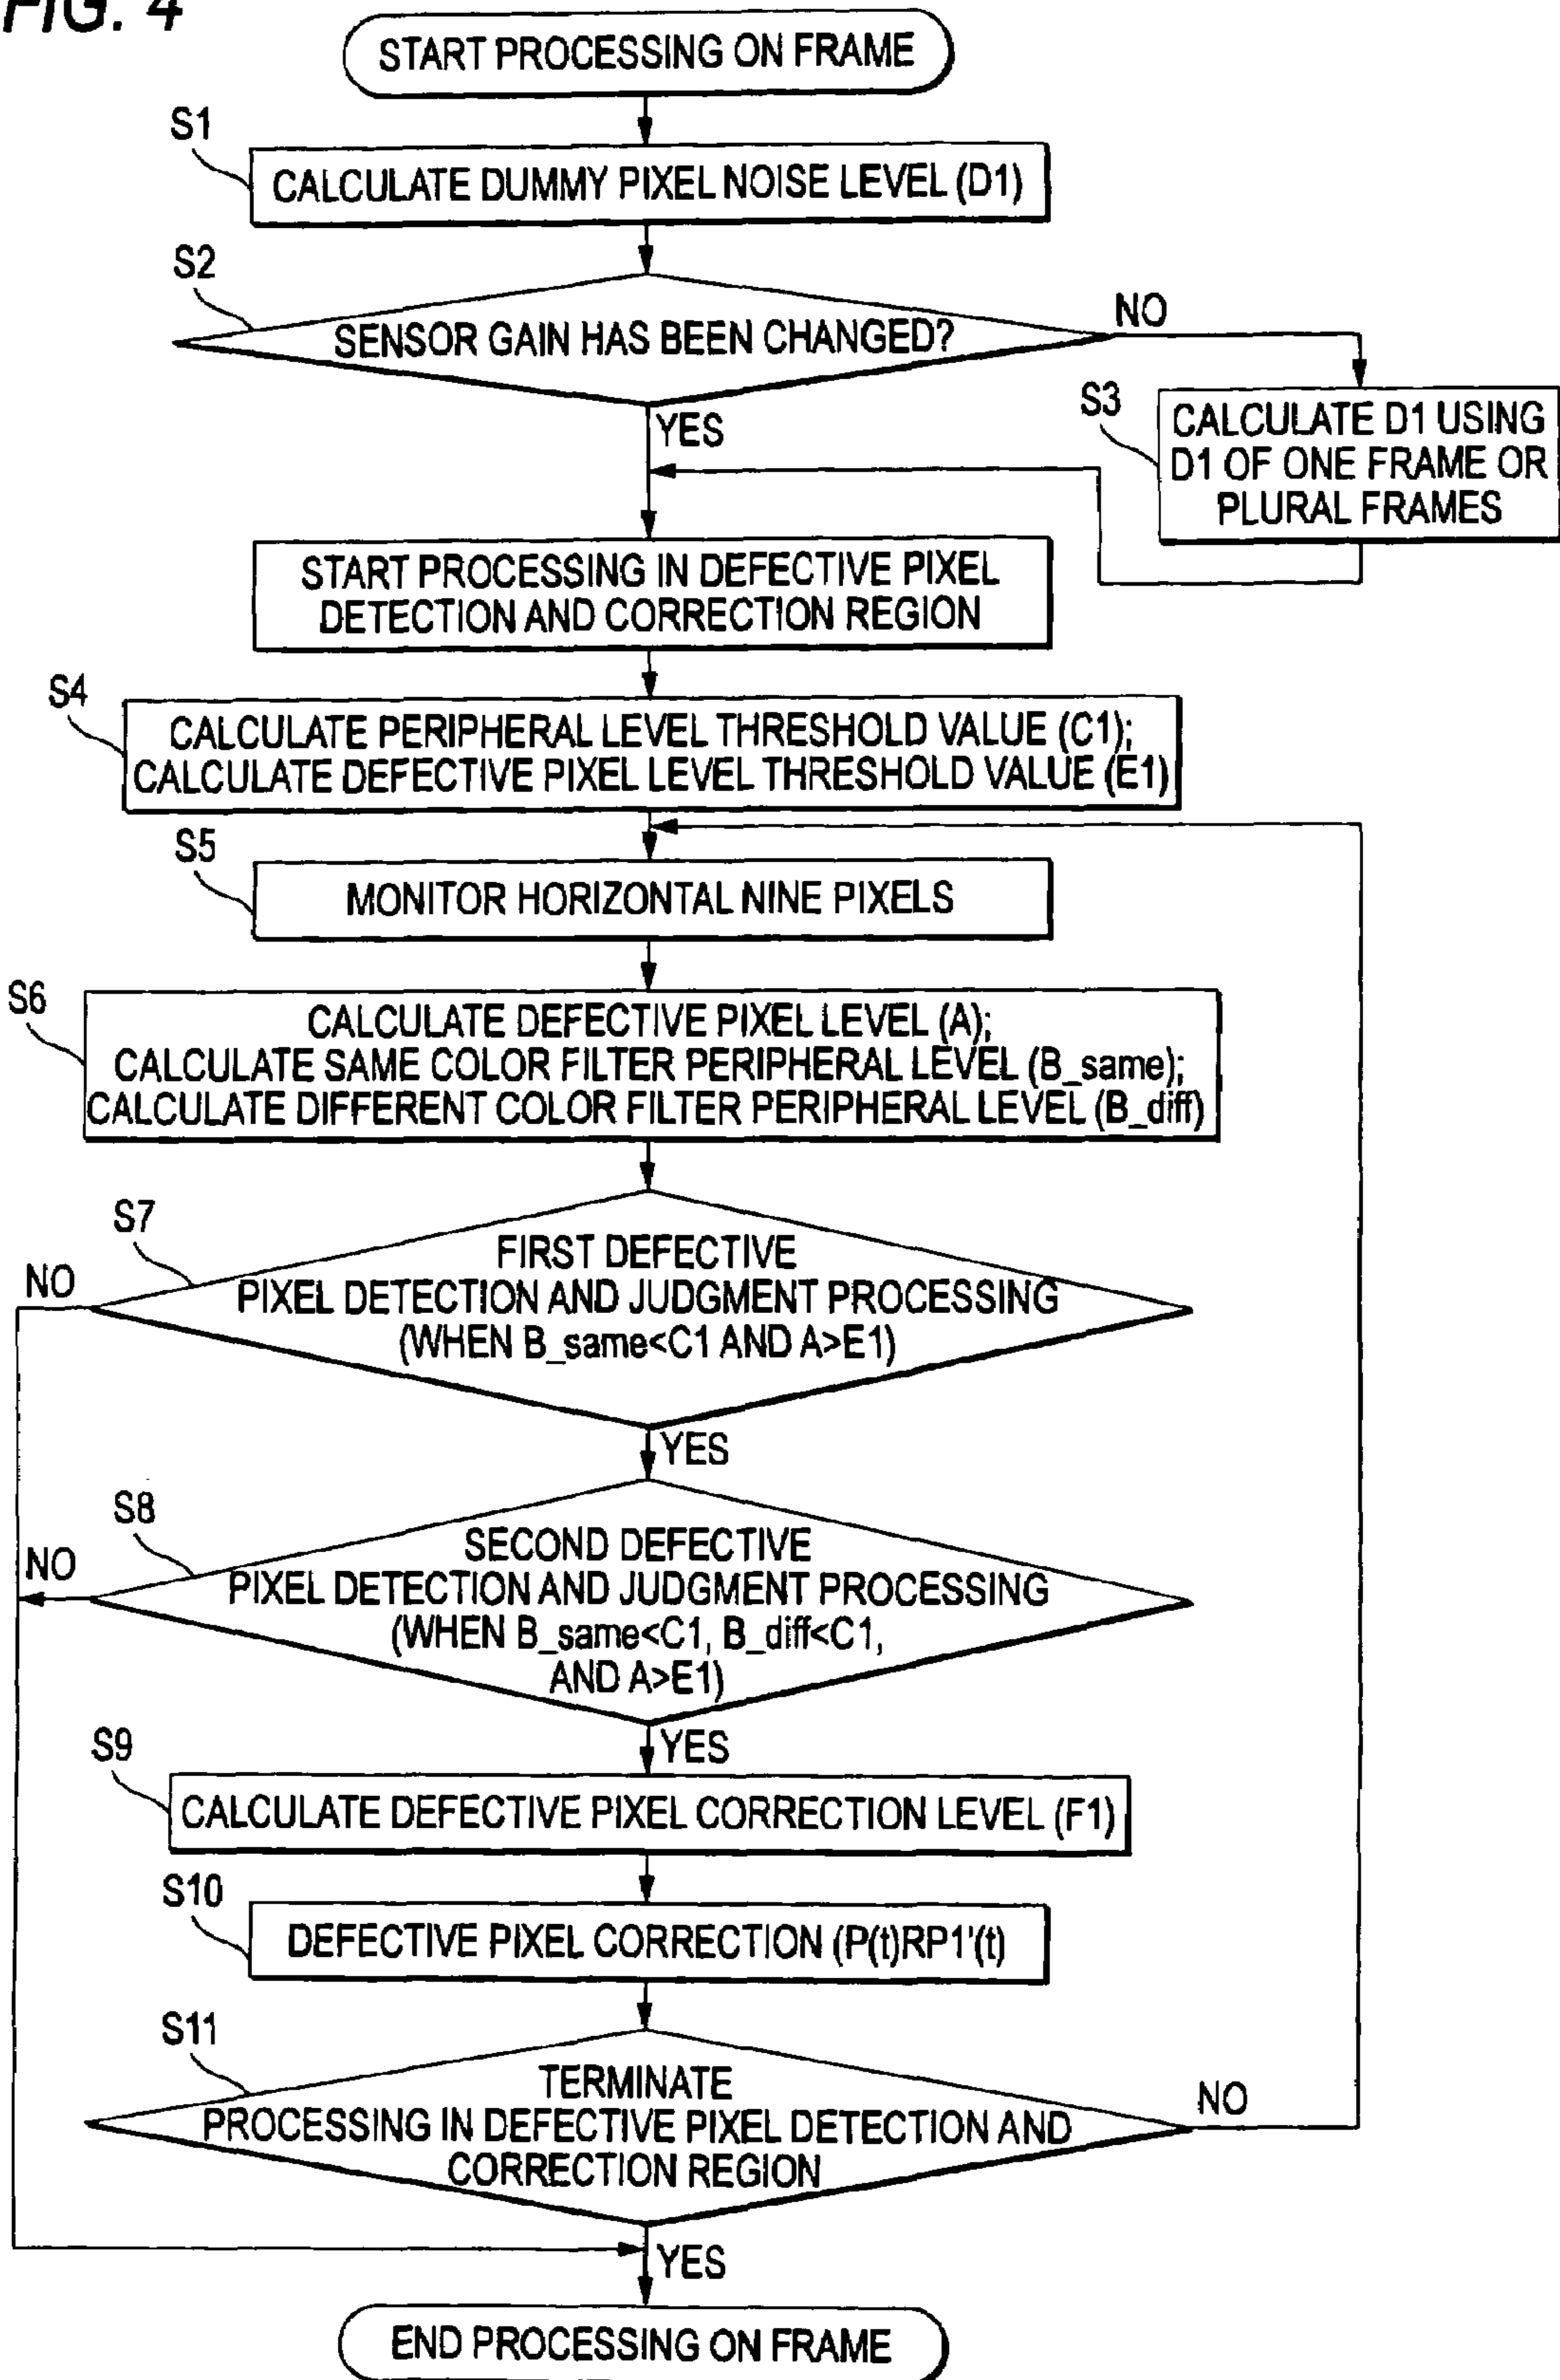 FIG. 4
START PROCESSING ON FRAME
S1
CALCULATE DUMMY PIXEL NOISE LEVEL (D1)
S2
SENSOR GAIN HAS BEEN CHANGED?
NO
YES
S3
CALCULATE D1 USING
D1 OF ONE FRAME OR
PLURAL FRAMES
START PROCESSING IN DEFECTIVE PIXEL
DETECTION AND CORRECTION REGION
S4
CALCULATE PERIPHERAL LEVEL THRESHOLD VALUE (C1);
CALCULATE DEFECTIVE PIXEL LEVEL THRESHOLD VALUE (E1)
S5
MONITOR HORIZONTAL NINE PIXELS
S6
CALCULATE DEFECTIVE PIXEL LEVEL (A);
CALCULATE SAME COLOR FILTER PERIPHERAL LEVEL (B_same);
CALCULATE DIFFERENT COLOR FILTER PERIPHERAL LEVEL (B_diff)
S7
NO
FIRST DEFECTIVE
PIXEL DETECTION AND JUDGMENT PROCESSING
(WHEN B_same<C1 AND A>E1)
YES
S8
NO
SECOND DEFECTIVE
PIXEL DETECTION AND JUDGMENT PROCESSING
(WHEN B_same<C1, B_diff<C1,
AND A>E1)
YES
S9
CALCULATE DEFECTIVE PIXEL CORRECTION LEVEL (F1)
S10
DEFECTIVE PIXEL CORRECTION (P(t)RP1'(t)
S11
TERMINATE
PROCESSING IN DEFECTIVE PIXEL DETECTION AND
CORRECTION REGION
NO
YES
END PROCESSING ON FRAME